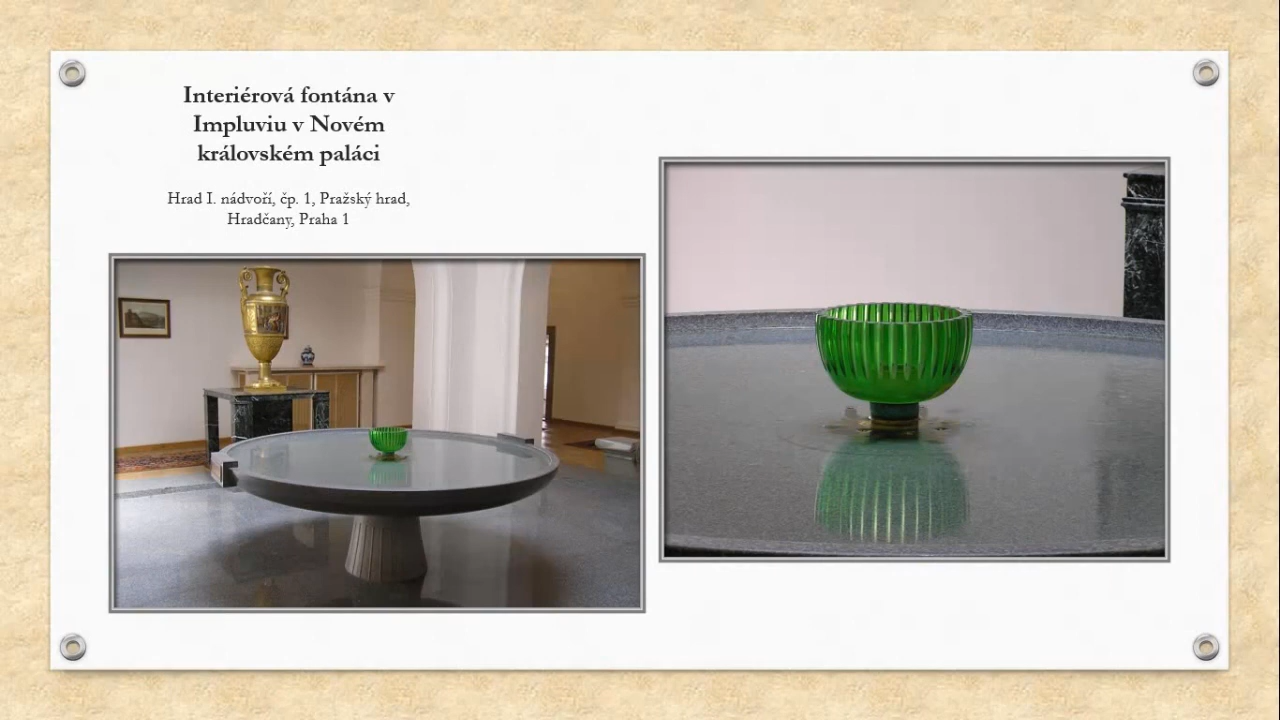 Interiérová fontána v
Impluviu v Novém
královském paláci
Hrad I. nádvoří, čp. 1, Pražský hrad,
Hradčany, Praha 1